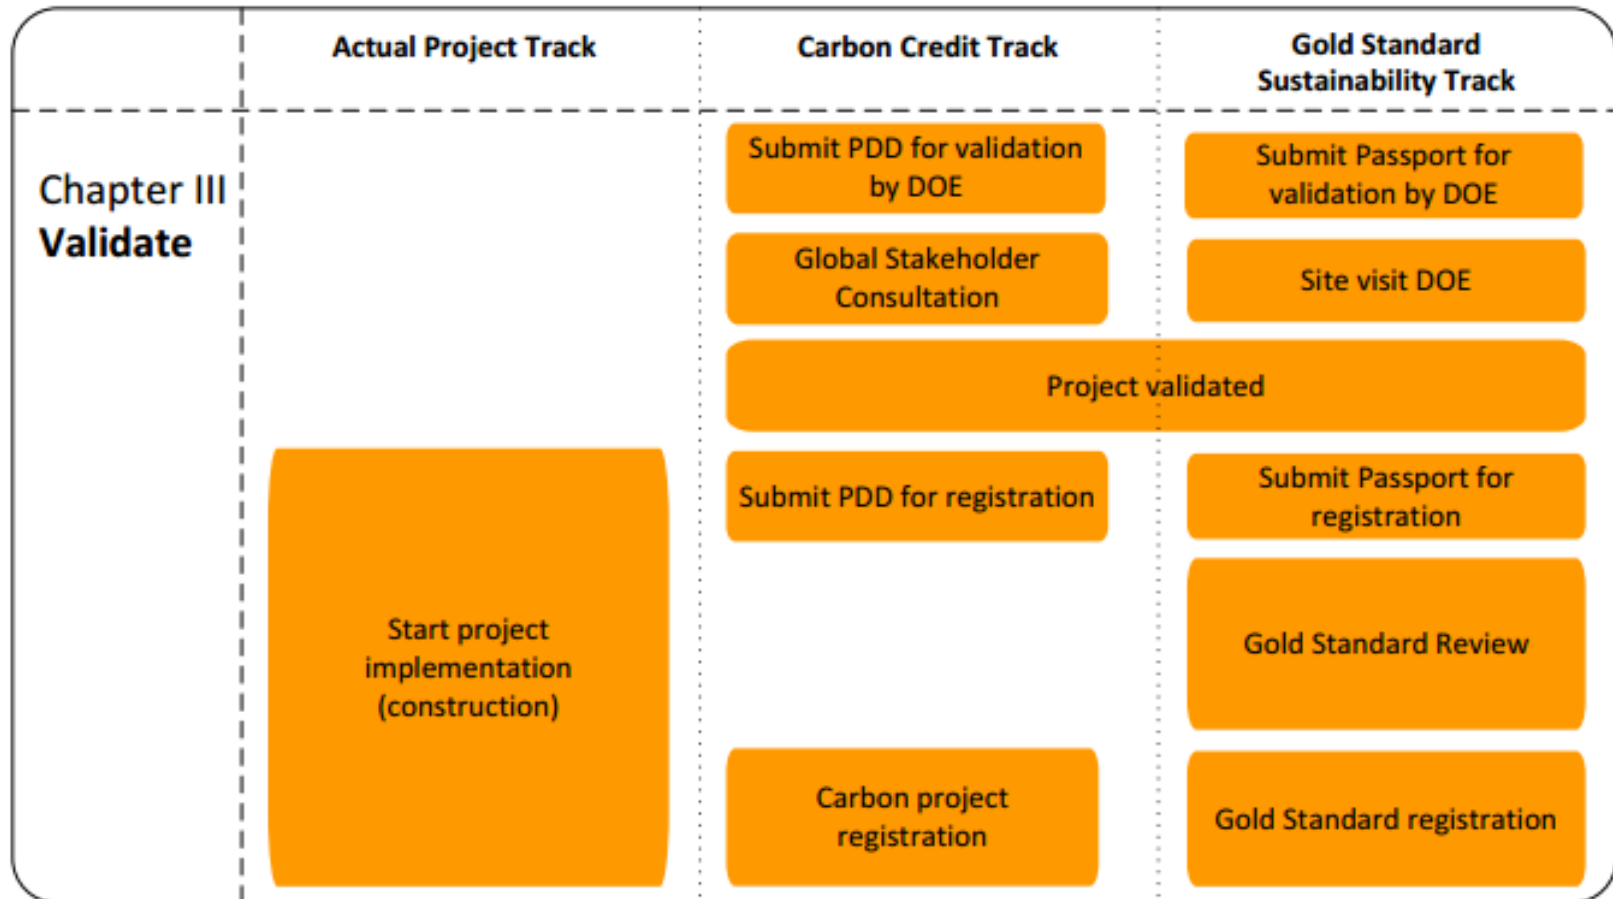 Actual Project Track
Carbon Credit Track
Gold Standard
Sustainability Track
Chapter III
Validate
Submit PDD for validation
by DOE
Submit Passport for
validation by DOE
Global Stakeholder
Consultation
Site visit DOE
Project validated
Start project
implementation
(construction)
Submit PDD for registration
Submit Passport for
registration
Gold Standard Review
Carbon project
registration
Gold Standard registration